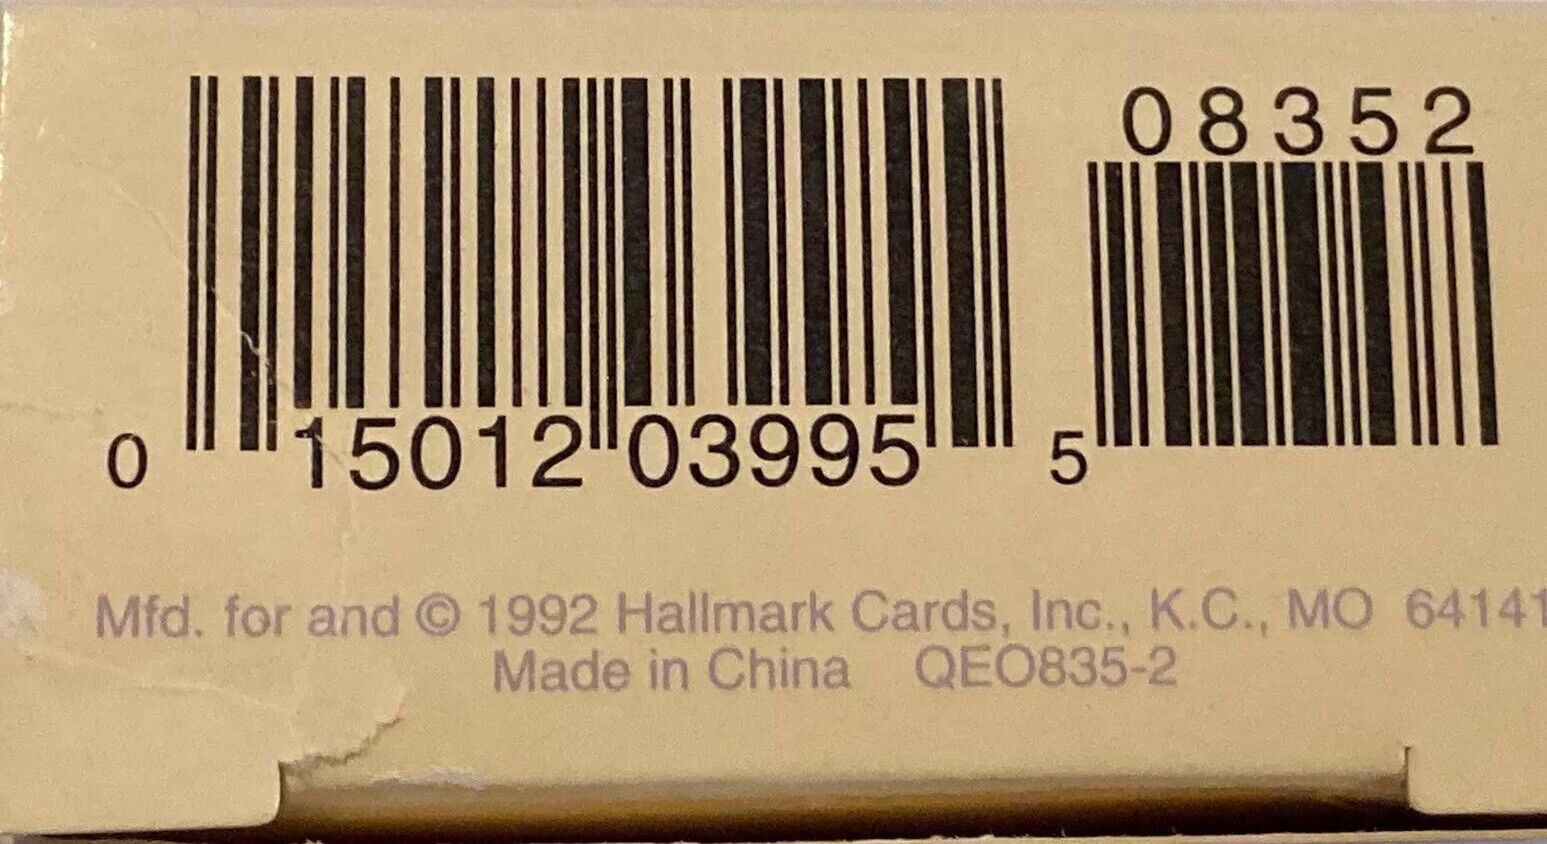 08352
0 15012 03995 5
Mfd. for and © 1992 Hallmark Cards, Inc., K.C., MO 64141
Made in China QEO835-2